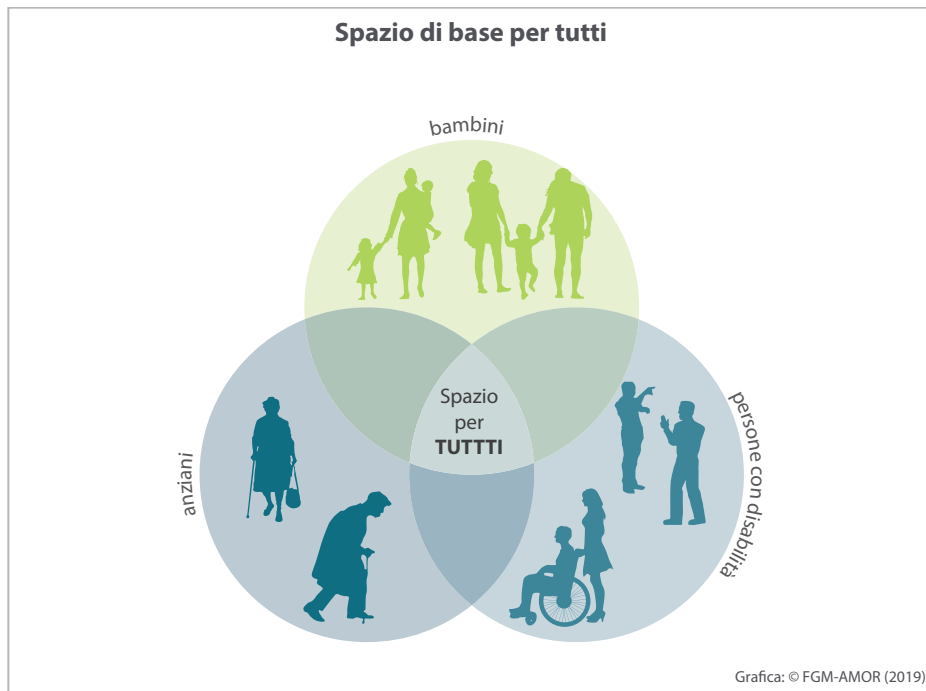 Spazio di base per tutti
bambini
anziani
Spazio
per
TUTTTI
persone con disabilità
Grafica: © FGM-AMOR (2019)